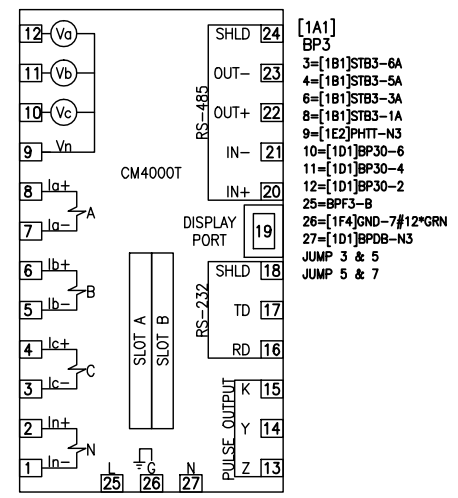 12 Va
11 Vb
10 Vc
9 Vn
8 Ia+
A
7 Ia-
6 Ib+
B
5 Ib-
4 Ic+
C
3 Ic-
2 In+
N
1 In-
CM4000T
SLOT A
SLOT B
L G N
25 26 27
SHLD 24
OUT- 23
OUT+ 22
IN- 21
IN+ 20
RS-485
DISPLAY
PORT
19
SHLD 18
TD 17
RD 16
RS-232
K 15
Y 14
Z 13
PULSE OUTPUT
[1A1]
BP3
3=[1B1]STB3-6A
4=[1B1]STB3-5A
6=[1B1]STB3-3A
8=[1B1]STB3-1A
9=[1E2]PHTT-N3
10=[1D1]BP30-6
11=[1D1]BP30-4
12=[1D1]BP30-2
25=BPF3-B
26=[1F4]GND-7#12*GRN
27=[1D1]BPDB-N3
JUMP 3 & 5
JUMP 5 & 7